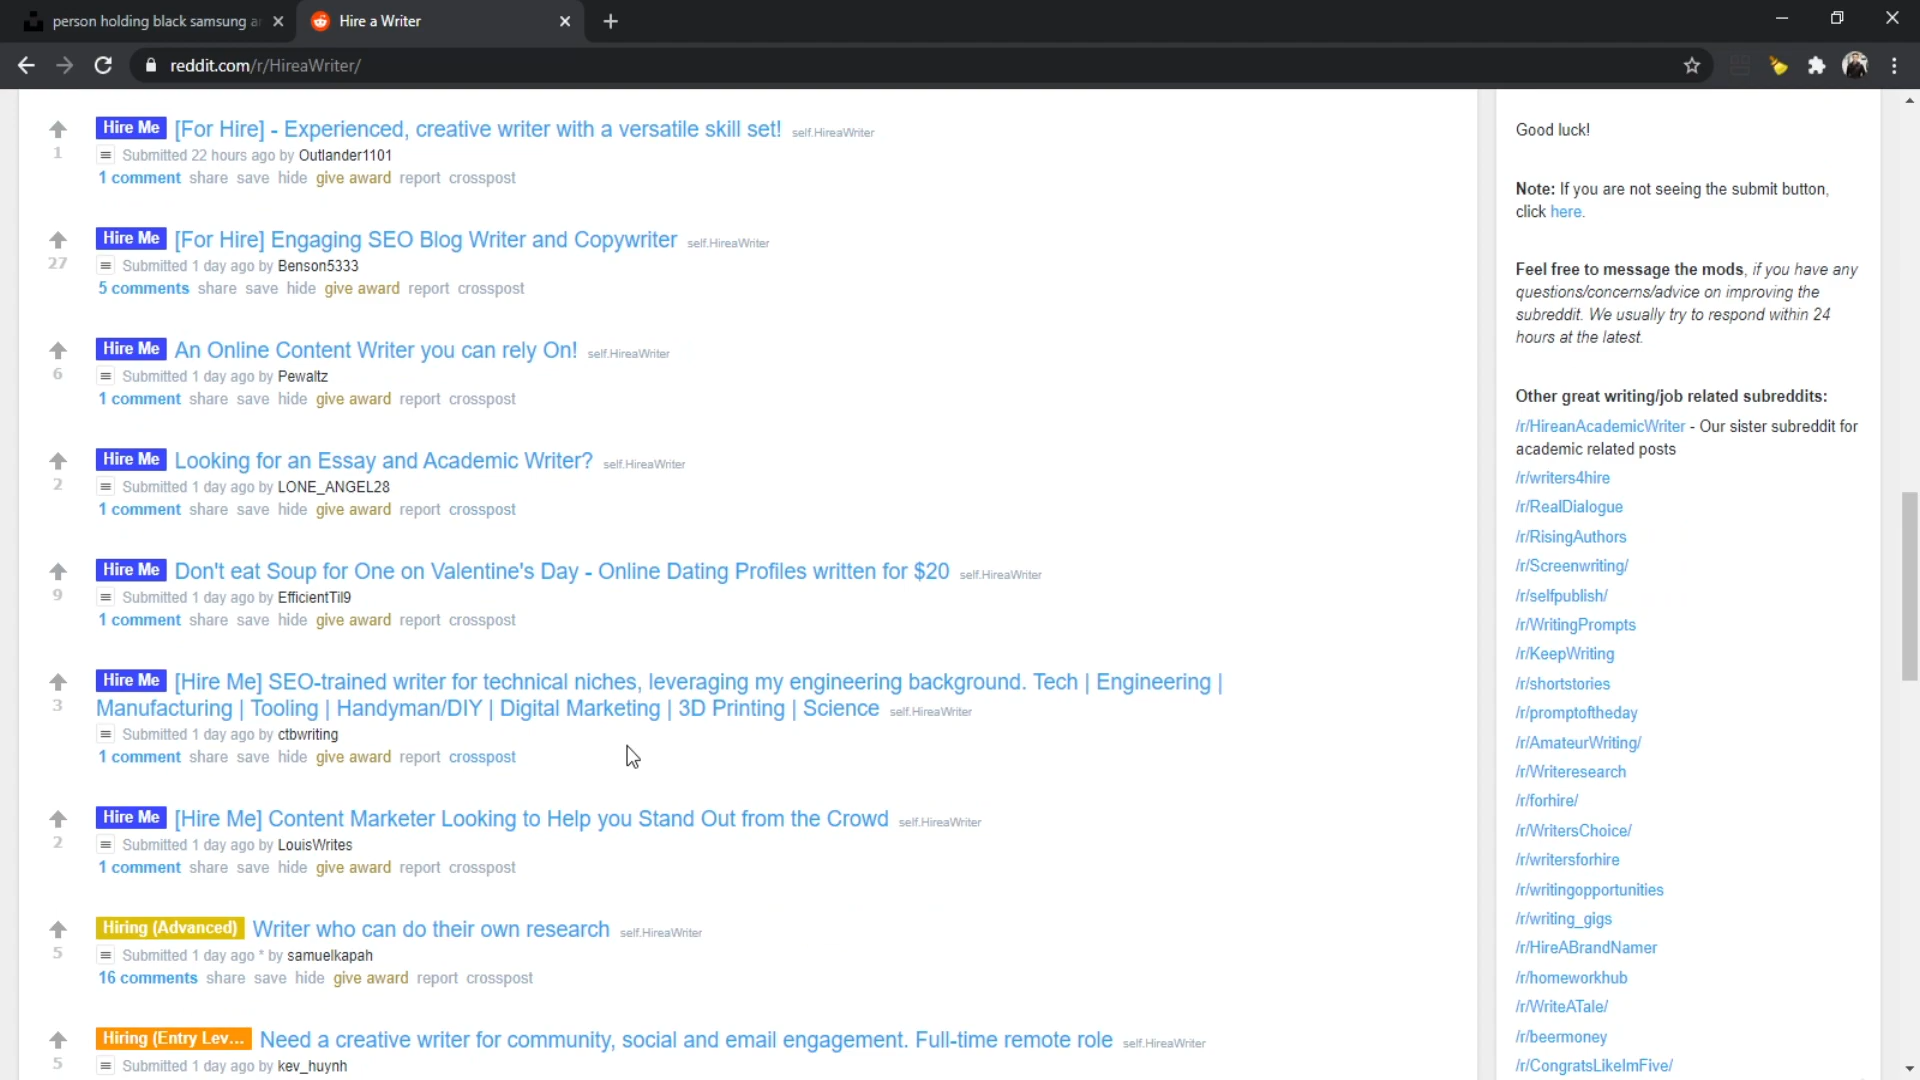 person holding black samsung a
Hire a Writer
reddit.com/r/HireaWriter/
Hire Me [For Hire] - Experienced, creative writer with a versatile skill set! self.HireaWriter
1
Submitted 22 hours ago by Outlander1101
1 comment share save hide give award report crosspost
Hire Me [For Hire] Engaging SEO Blog Writer and Copywriter self.HireaWriter
27
Submitted 1 day ago by Benson5333
5 comments share save hide give award report crosspost
Hire Me An Online Content Writer you can rely On! self.HireaWriter
6
Submitted 1 day ago by Pewaltz
1 comment share save hide give award report crosspost
Hire Me Looking for an Essay and Academic Writer? self.HireaWriter
2
Submitted 1 day ago by LONE_ANGEL28
1 comment share save hide give award report crosspost
Hire Me Don't eat Soup for One on Valentine's Day - Online Dating Profiles written for $20 self.HireaWriter
9
Submitted 1 day ago by EfficientTil9
1 comment share save hide give award report crosspost
Hire Me [Hire Me] SEO-trained writer for technical niches, leveraging my engineering background. Tech | Engineering |
Manufacturing | Tooling | Handyman/DIY | Digital Marketing | 3D Printing | Science self.HireaWriter
3
Submitted 1 day ago by ctbwriting
1 comment share save hide give award report crosspost
Hire Me [Hire Me] Content Marketer Looking to Help you Stand Out from the Crowd self.HireaWriter
2
Submitted 1 day ago by LouisWrites
1 comment share save hide give award report crosspost
Hiring (Advanced) Writer who can do their own research self.HireaWriter
5
Submitted 1 day ago * by samuelkapah
16 comments share save hide give award report crosspost
Hiring (Entry Lev... Need a creative writer for community, social and email engagement. Full-time remote role self.HireaWriter
5
Submitted 1 day ago by kev_huynh
Good luck!
Note: If you are not seeing the submit button,
click here.
Feel free to message the mods, if you have any
questions/concerns/advice on improving the
subreddit. We usually try to respond within 24
hours at the latest.
Other great writing/job related subreddits:
/r/HireanAcademicWriter - Our sister subreddit for
academic related posts
/r/writers4hire
/r/RealDialogue
/r/RisingAuthors
/r/Screenwriting/
/r/selfpublish/
/r/WritingPrompts
/r/KeepWriting
/r/shortstories
/r/promptoftheday
/r/AmateurWriting/
/r/Writeresearch
/r/forhire/
/r/WritersChoice/
/r/writersforhire
/r/writingopportunities
/r/writing_gigs
/r/HireABrandNamer
/r/homeworkhub
/r/WriteATale/
/r/beermoney
/r/CongratsLikeImFive/